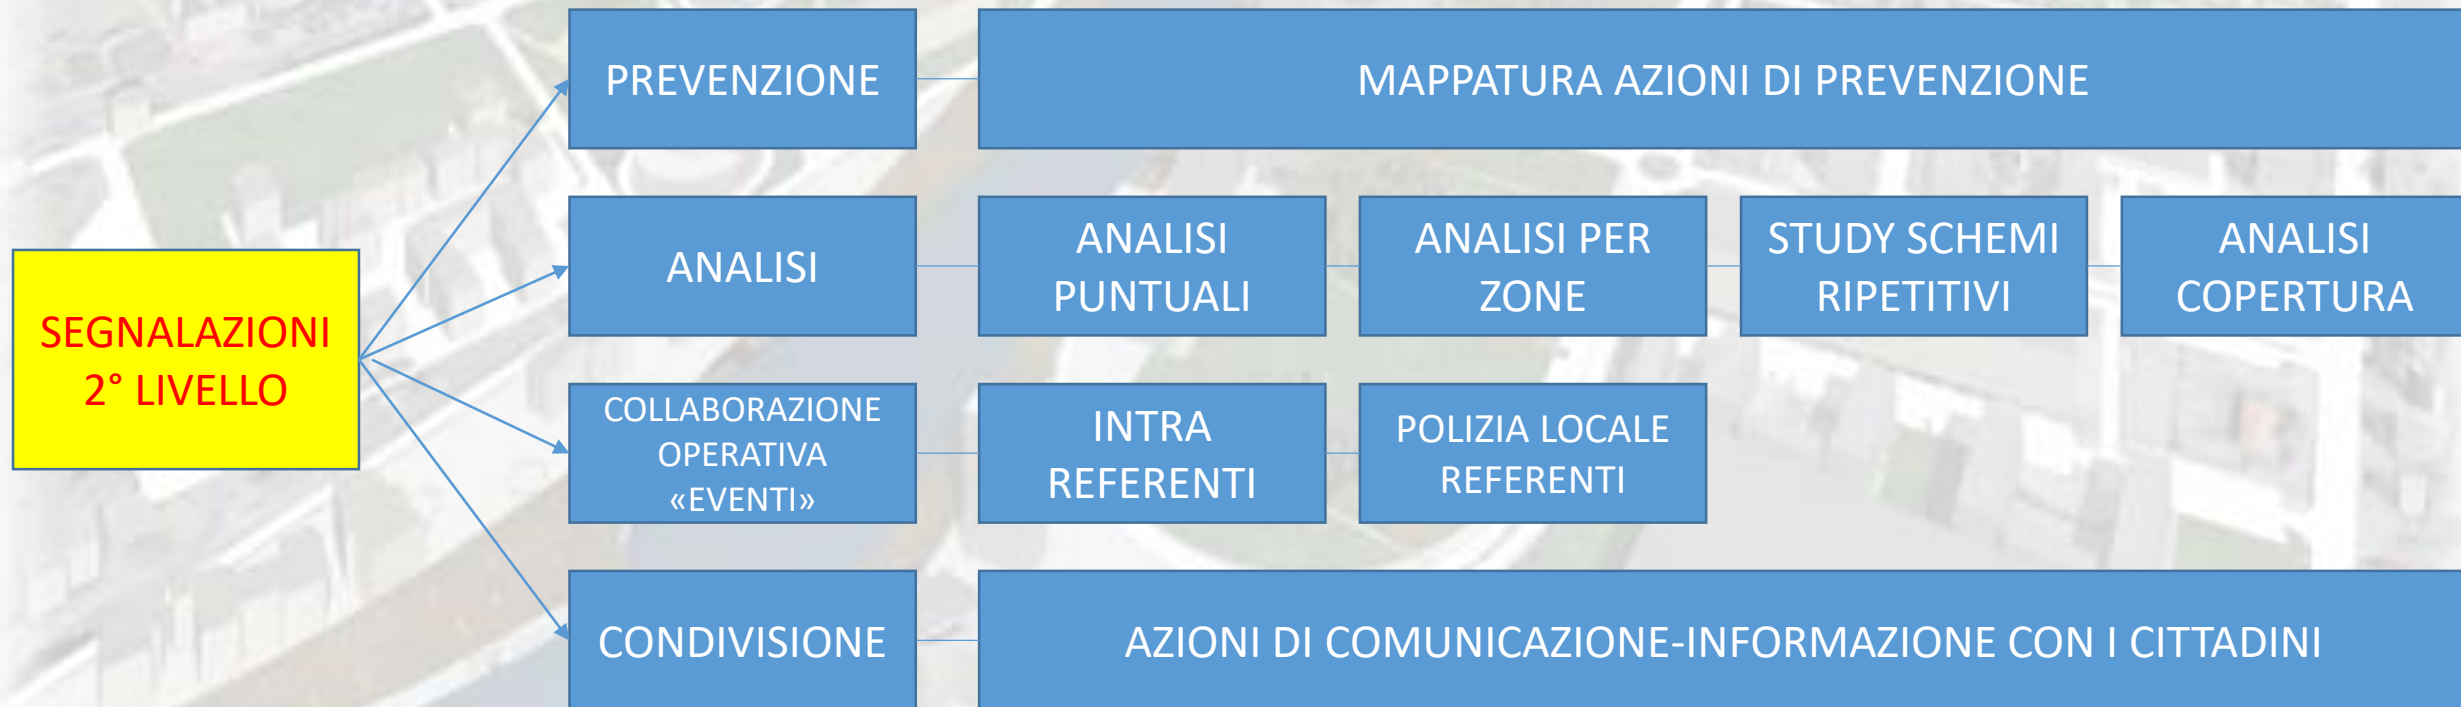 PREVENZIONE
MAPPATURA AZIONI DI PREVENZIONE
SEGNALAZIONI
2° LIVELLO
ANALISI
ANALISI
PUNTUALI
ANALISI PER
ZONE
STUDY SCHEMI
RIPETITIVI
ANALISI
COPERTURA
COLLABORAZIONE
OPERATIVA
«EVENTI»
INTRA
REFERENTI
POLIZIA LOCALE
REFERENTI
CONDIVISIONE
AZIONI DI COMUNICAZIONE-INFORMAZIONE CON I CITTADINI